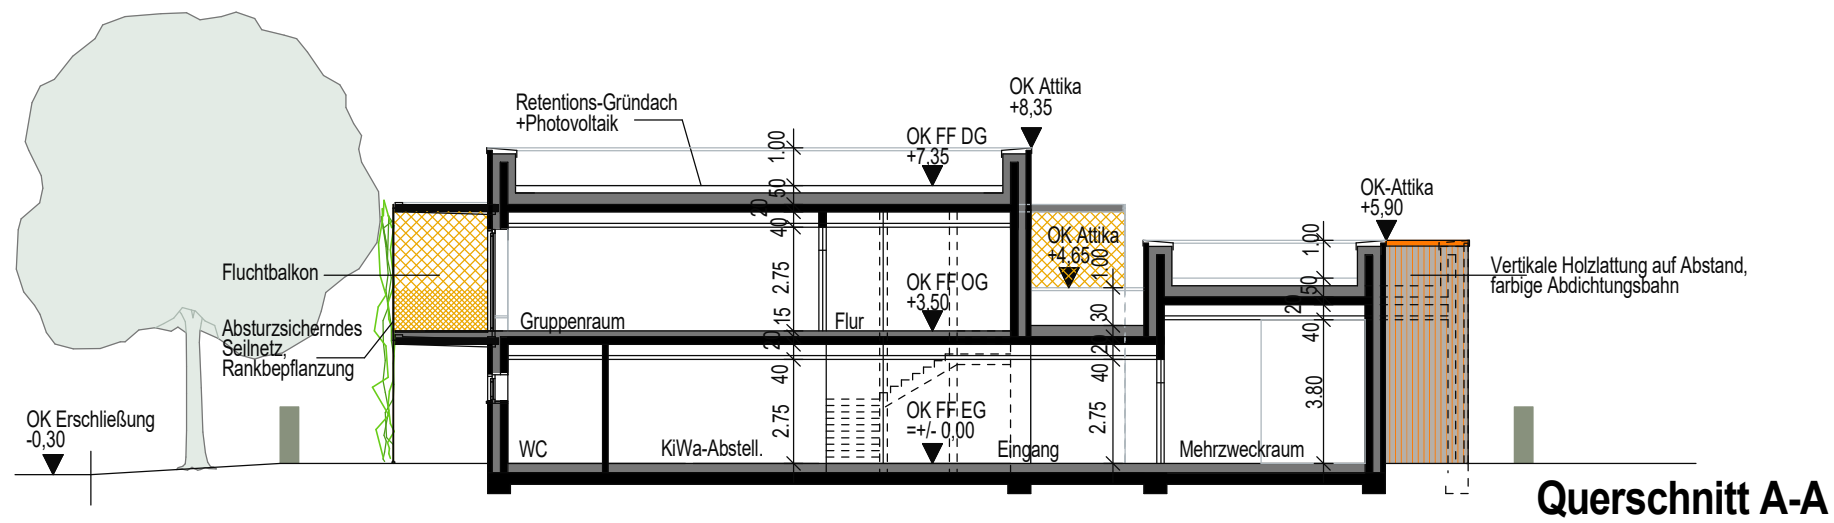 OK Attika
+8,35
Retentions-Gründach
+Photovoltaik
OK FF DG
+7,35
1.00
50
20
40
2.75
15
20
40
2.75
OK-Attika
+5,90
OK Attika
+4,65
1.00
30
20
40
2.75
1.00
50
20
40
3.80
Fluchtbalkon
Vertikale Holzlattung auf Abstand,
farbige Abdichtungsbahn
OK FF OG
+3,50
Gruppenraum
Flur
Absturzsicherndes
Seilnetz,
Rankbepflanzung
OK Erschließung
-0,30
OK FF EG
=+/- 0,00
WC
KiWa-Abstell.
Eingang
Mehrzweckraum
Querschnitt A-A